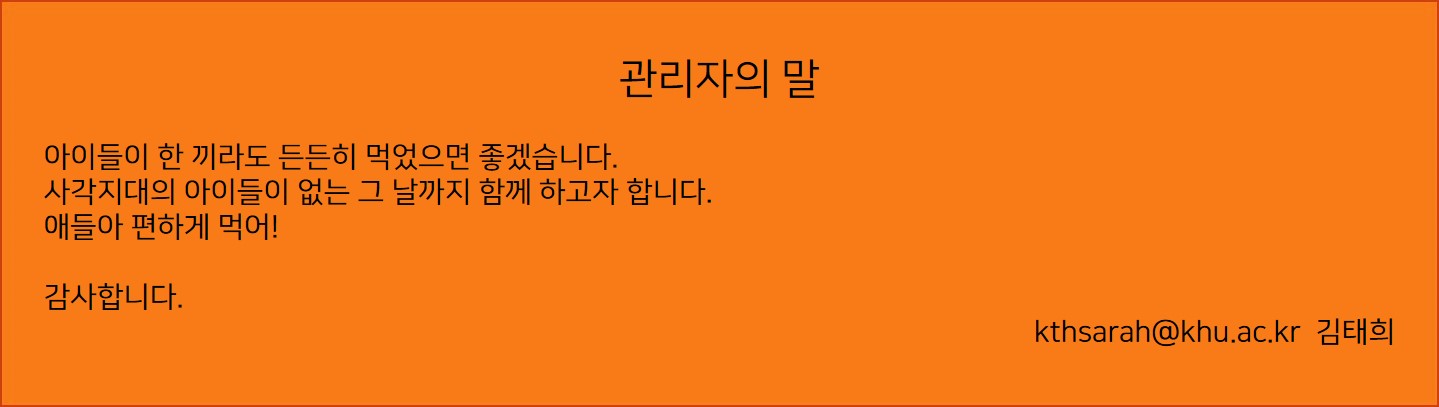 관리자의 말
아이들이 한 끼라도 든든히 먹었으면 좋겠습니다.
사각지대의 아이들이 없는 그 날까지 함께 하고자 합니다.
애들아 편하게 먹어!
감사합니다.
kthsarah@khu.ac.kr 김태희